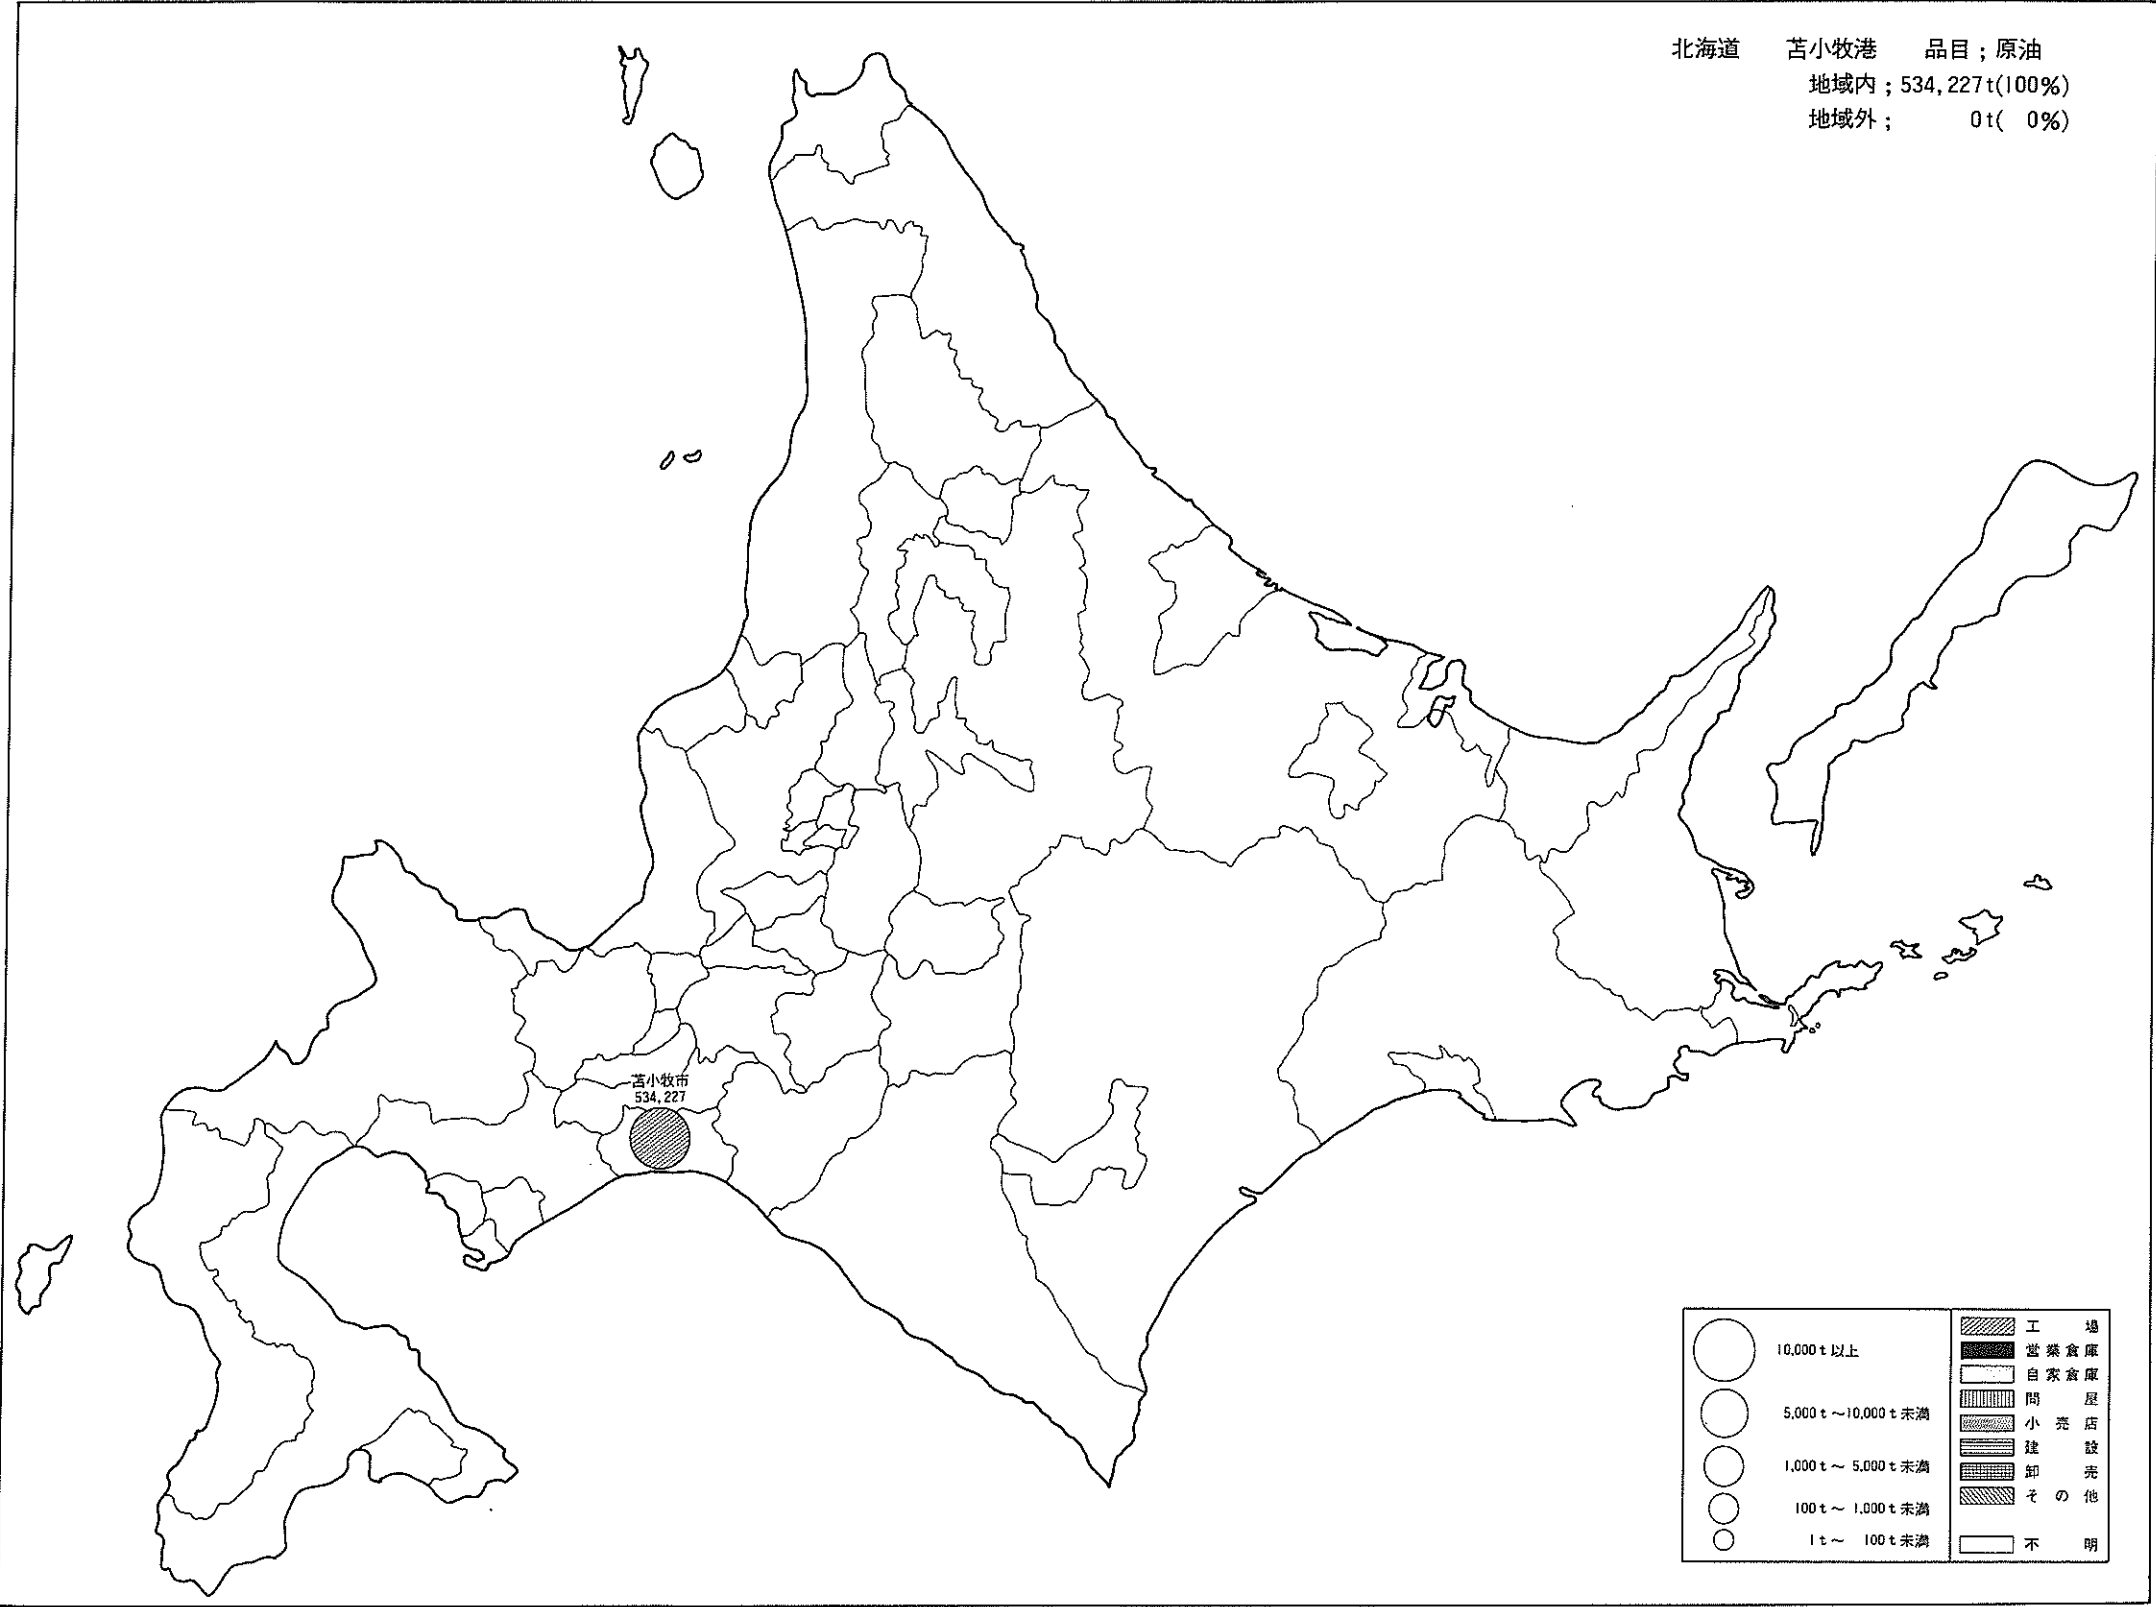 北海道 苫小牧港 品目;原油
地域内;534,227t(100%)
地域外; 0t( 0%)
苫小牧市
534,227
10,000t以上
5,000t〜10,000t未満
1,000t〜5,000t未満
100t〜1,000t未満
1t〜 100t未満
工場
営業倉庫
自家倉庫
問屋
小売店
建設
卸売
その他
不明